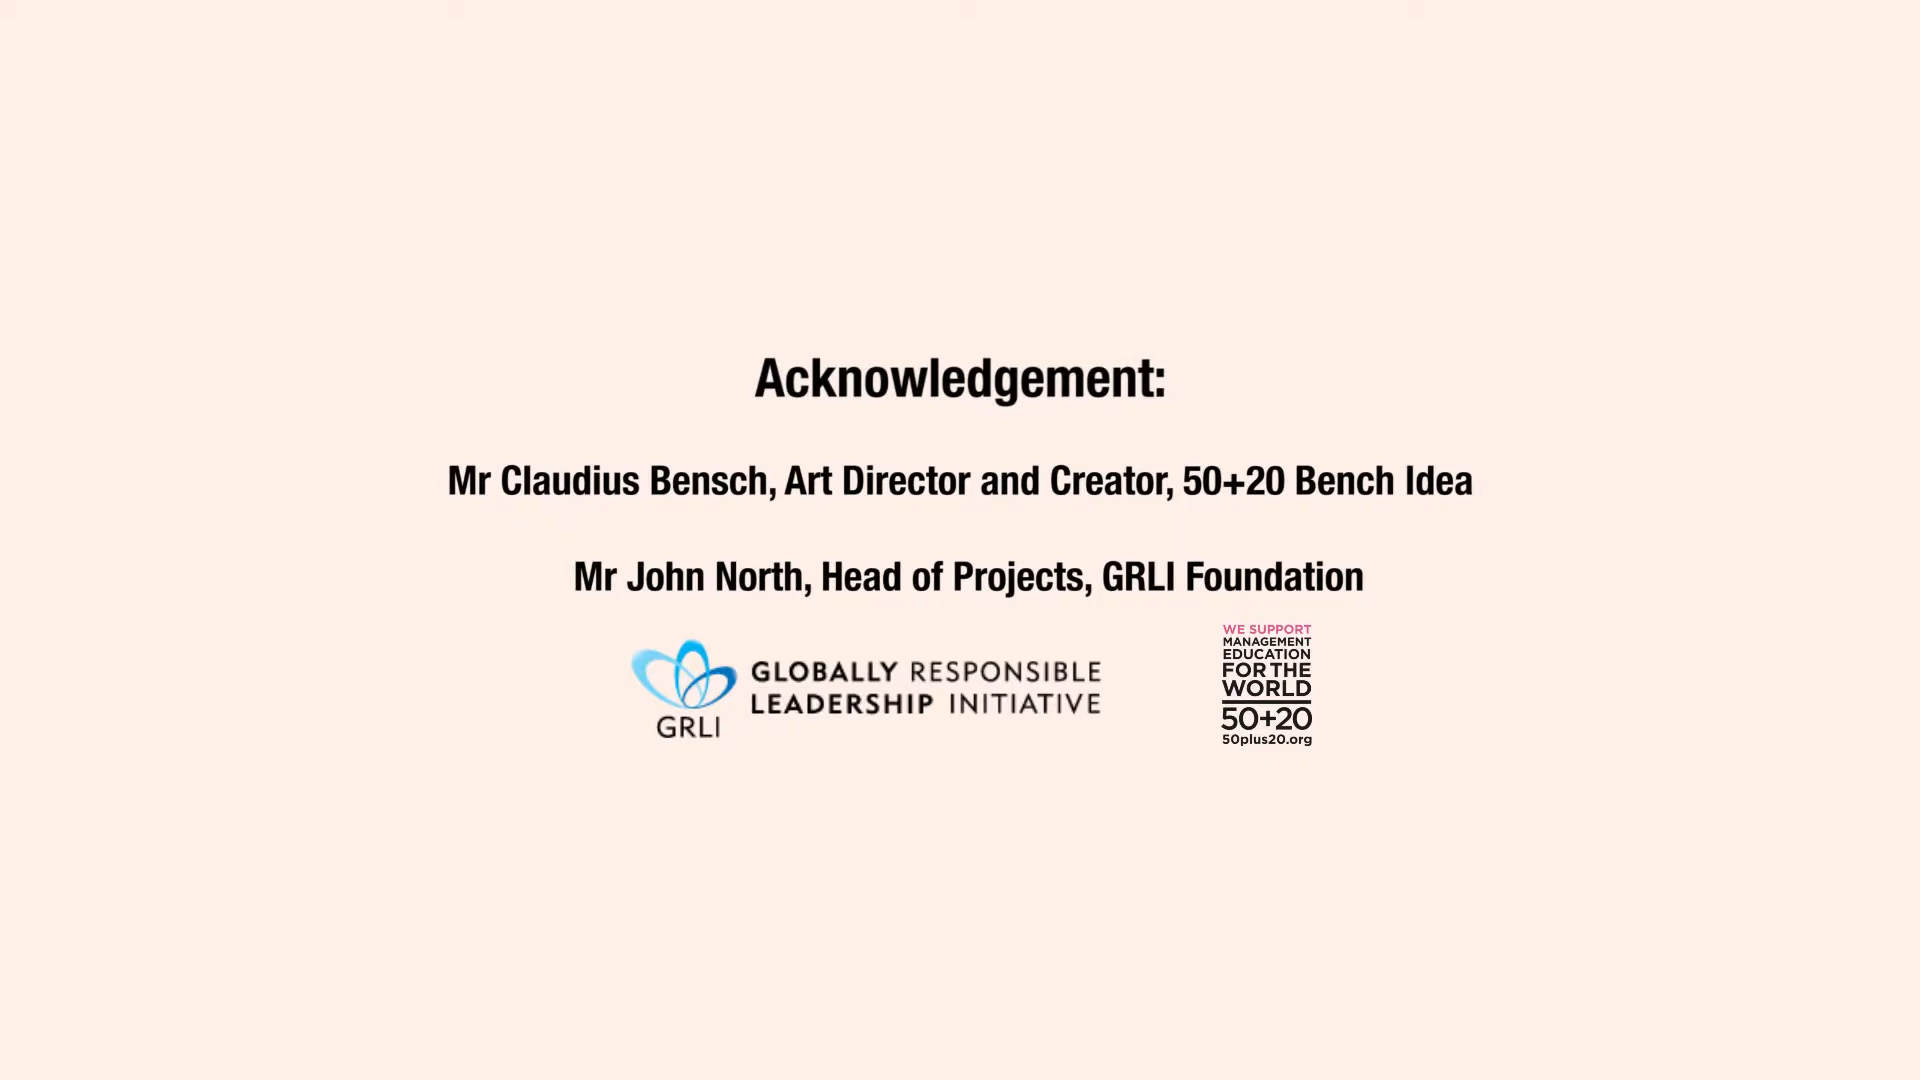 Acknowledgement:
Mr Claudius Bensch, Art Director and Creator, 50+20 Bench Idea
Mr John North, Head of Projects, GRLI Foundation
GRLI
GLOBALLY RESPONSIBLE
LEADERSHIP INITIATIVE
WE SUPPORT
MANAGEMENT
EDUCATION
FOR THE
WORLD
50+20
50plus20.org